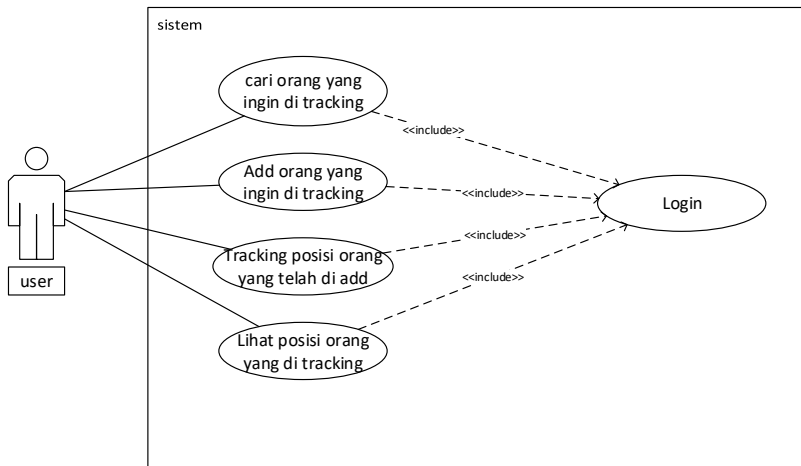 sistem
cari orang yang
ingin di tracking
<<include>>
Add orang yang
ingin di tracking
<<include>>
Login
<<include>>
Tracking posisi orang
yang telah di add
<<include>>
user
Lihat posisi orang
yang di tracking